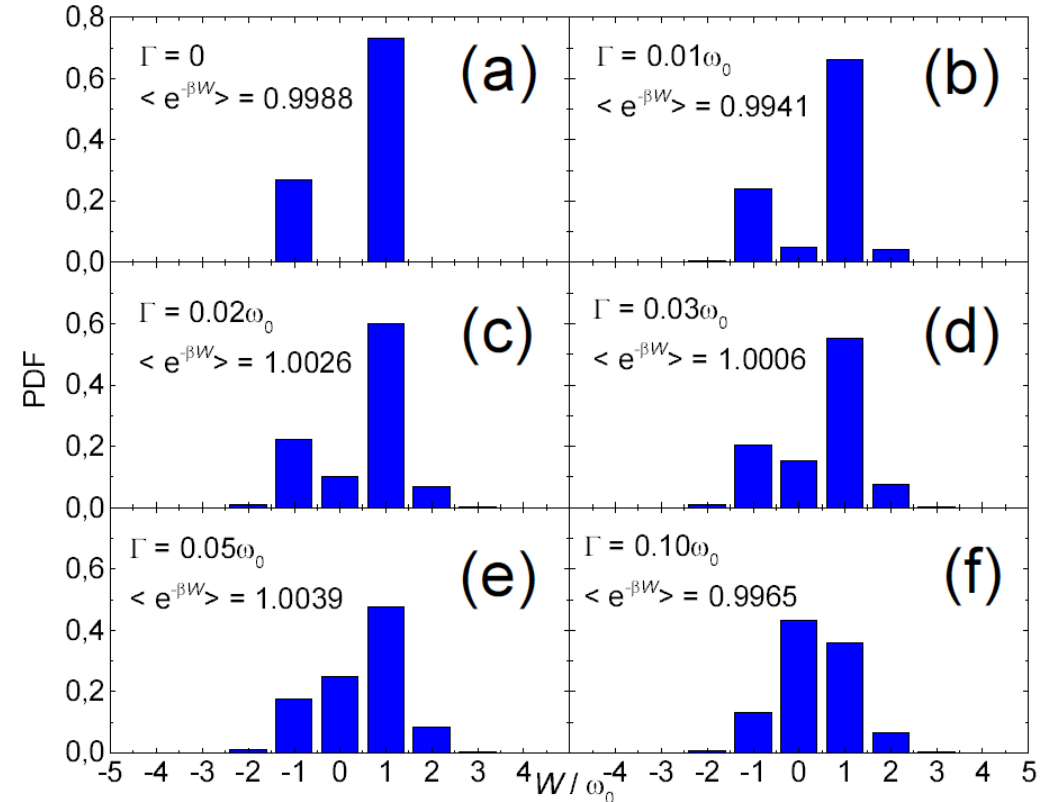 0,8
0,6
0,4
0,2
0,0
Γ = 0
< e^-βW > = 0.9988
(a)
Γ = 0.01ω₀
< e^-βW > = 0.9941
(b)
PDF
0,8
0,6
0,4
0,2
0,0
Γ = 0.02ω₀
< e^-βW > = 1.0026
(c)
Γ = 0.03ω₀
< e^-βW > = 1.0006
(d)
0,8
0,6
0,4
0,2
0,0
Γ = 0.05ω₀
< e^-βW > = 1.0039
(e)
Γ = 0.10ω₀
< e^-βW > = 0.9965
(f)
-5 -4 -3 -2 -1 0 1 2 3 4 -4 -3 -2 -1 0 1 2 3 4 5
W / ω₀